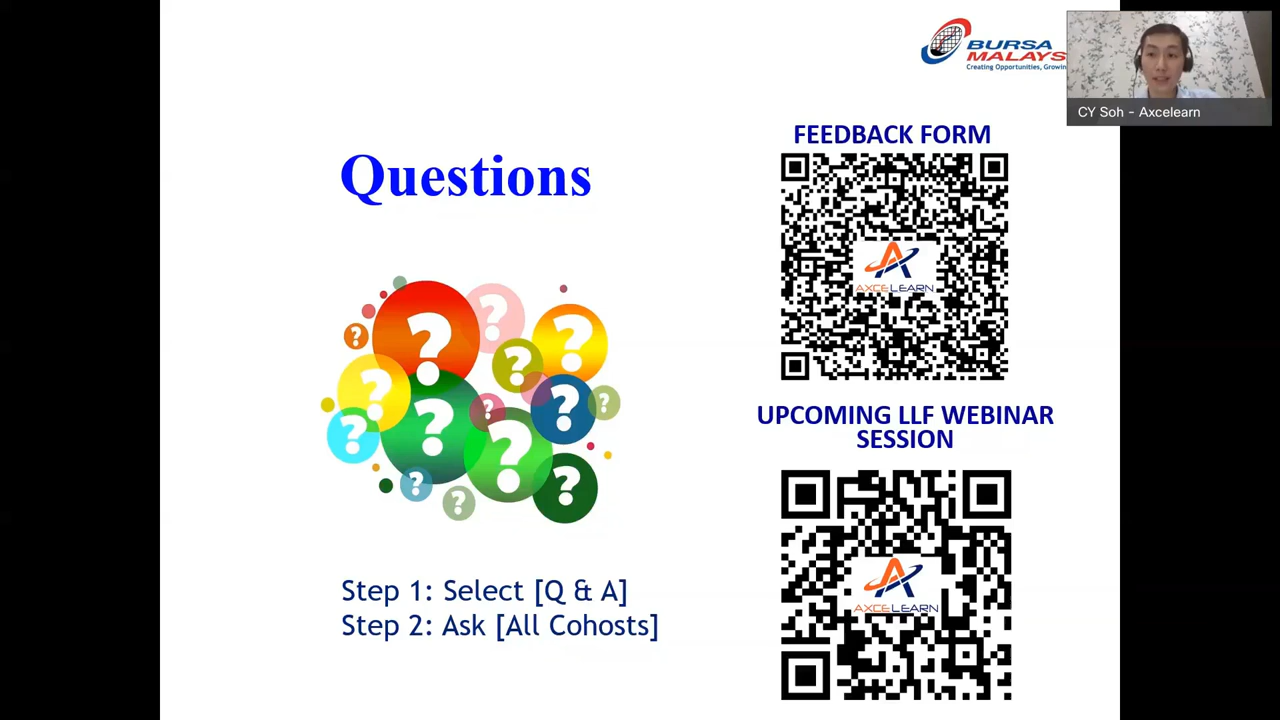 BURSA
MALAYS
Creating Opportunities, Growin
CY Soh - Axcelearn
FEEDBACK FORM
Questions
AXCELEARN
UPCOMING LLF WEBINAR
SESSION
AXCELEARN
Step 1: Select [Q & A]
Step 2: Ask [All Cohosts]
? ? ? ? ? ? ? ? ? ? ? ? ? ?